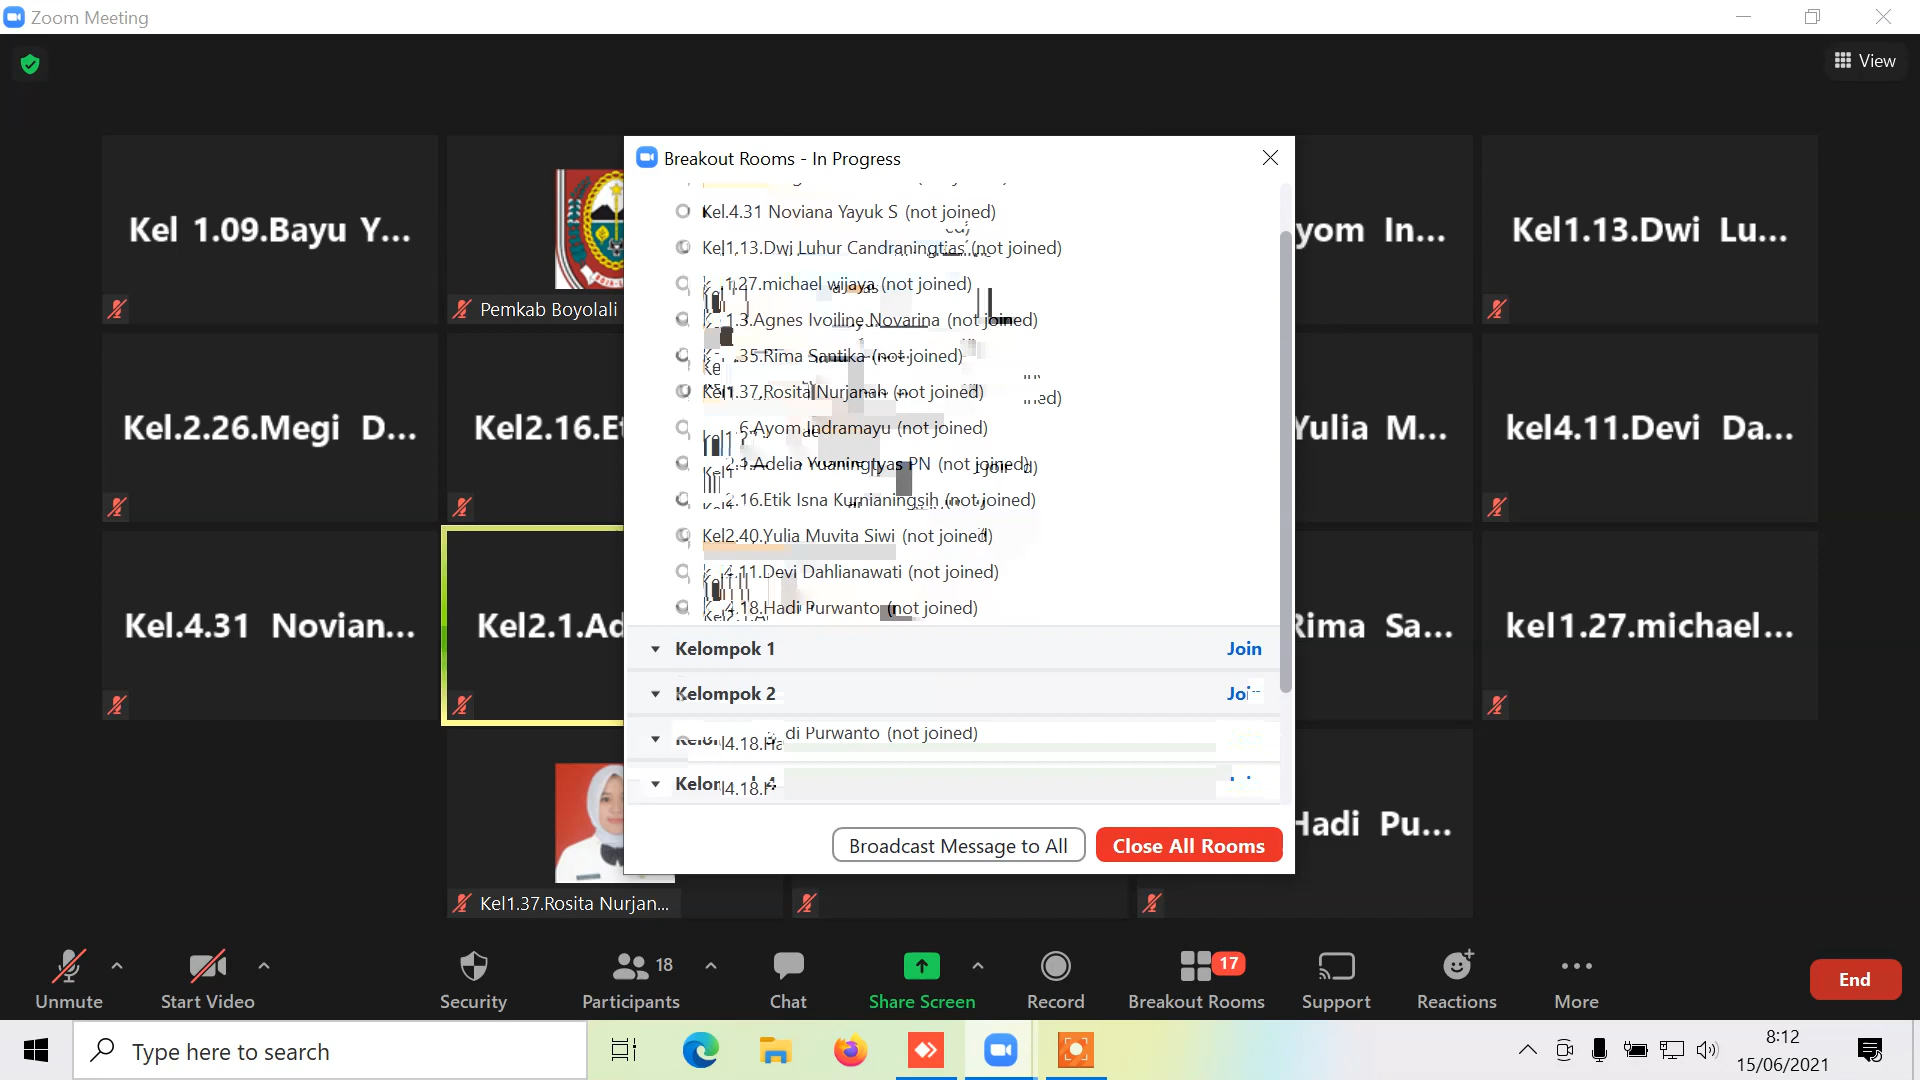 Zoom Meeting
View
Kel 1.09.Bayu Y...
Pemkab Boyolali
yom In...
Kel1.13.Dwi Lu...
Kel.2.26.Megi D...
Kel2.16.Et
Yulia M...
kel4.11.Devi Da...
Kel.4.31 Novian...
Kel2.1.Ad
Rima Sa...
kel1.27.michael...
Kel1.37.Rosita Nurjan...
Hadi Pu...
Breakout Rooms - In Progress
Kel.4.31 Noviana Yayuk S (not joined)
Kel1.13.Dwi Luhur Candraningtias (not joined)
1.27.michael wijaya (not joined)
1.3.Agnes Ivoiline Novarina (not joined)
.35.Rima Santika (not joined)
Kel1.37.Rosita Nurjanah (not joined)
6.Ayom Indramayu (not joined)
2.1.Adelia Yuaningtyas PN (not joined)
2.16.Etik Isna Kurnianingsih (not joined)
Kel2.40.Yulia Muvita Siwi (not joined)
4.11.Devi Dahlianawati (not joined)
4.18.Hadi Purwanto (not joined)
Kelompok 1 Join
Kelompok 2
di Purwanto (not joined)
Broadcast Message to All
Close All Rooms
Unmute
Start Video
Security
18
Participants
Chat
Share Screen
Record
17
Breakout Rooms
Support
Reactions
More
End
Type here to search
8:12
15/06/2021